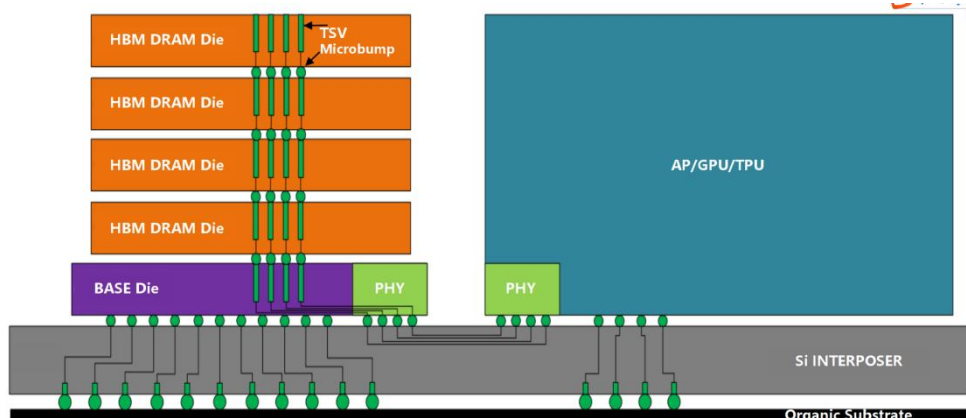 HBM DRAM Die
TSV
Microbump
HBM DRAM Die
HBM DRAM Die
HBM DRAM Die
AP/GPU/TPU
BASE Die
PHY
PHY
Si INTERPOSER
Organic Substrate